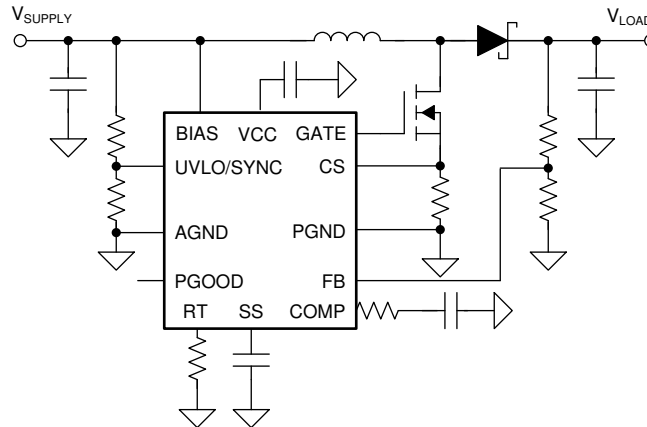 VSUPPLY
VLOAD
BIAS VCC GATE
UVLO/SYNC CS
AGND PGND
PGOOD FB
RT SS COMP